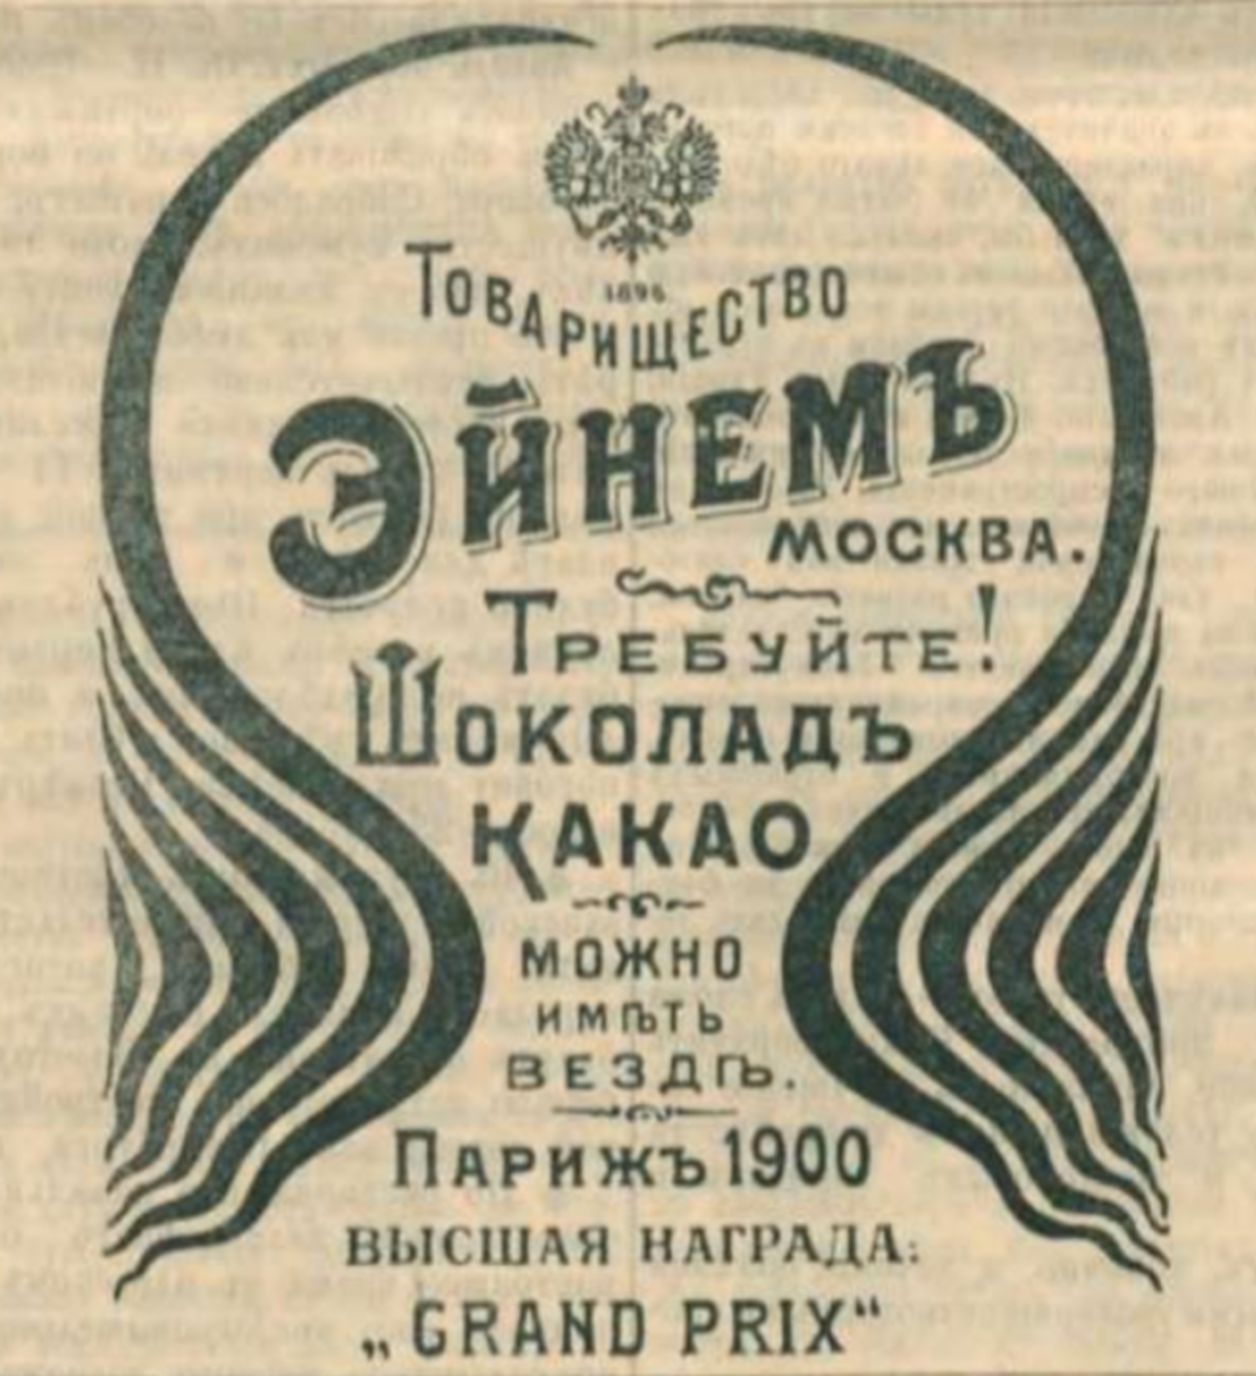 1896
Товарищество
Эйнемъ
Москва.
Требуйте!
Шоколадъ
Какао
можно
имѣть
вездѣ.
Парижъ 1900
высшая награда:
„GRAND PRIX“